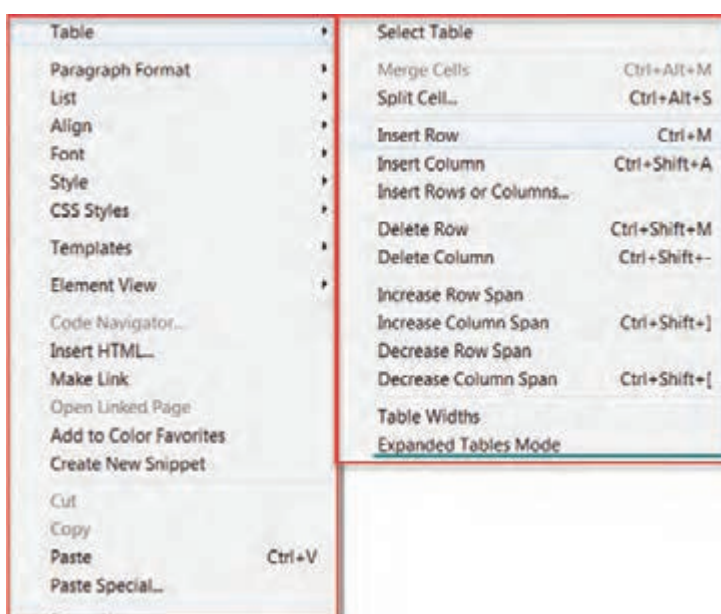 Table
Paragraph Format
List
Align
Font
Style
CSS Styles
Templates
Element View
Code Navigator...
Insert HTML...
Make Link
Open Linked Page
Add to Color Favorites
Create New Snippet
Cut
Copy
Paste Ctrl+V
Paste Special...
Select Table
Merge Cells Ctrl+Alt+M
Split Cell... Ctrl+Alt+S
Insert Row Ctrl+M
Insert Column Ctrl+Shift+A
Insert Rows or Columns...
Delete Row Ctrl+Shift+M
Delete Column Ctrl+Shift+-
Increase Row Span
Increase Column Span Ctrl+Shift+]
Decrease Row Span
Decrease Column Span Ctrl+Shift+[
Table Widths
Expanded Tables Mode